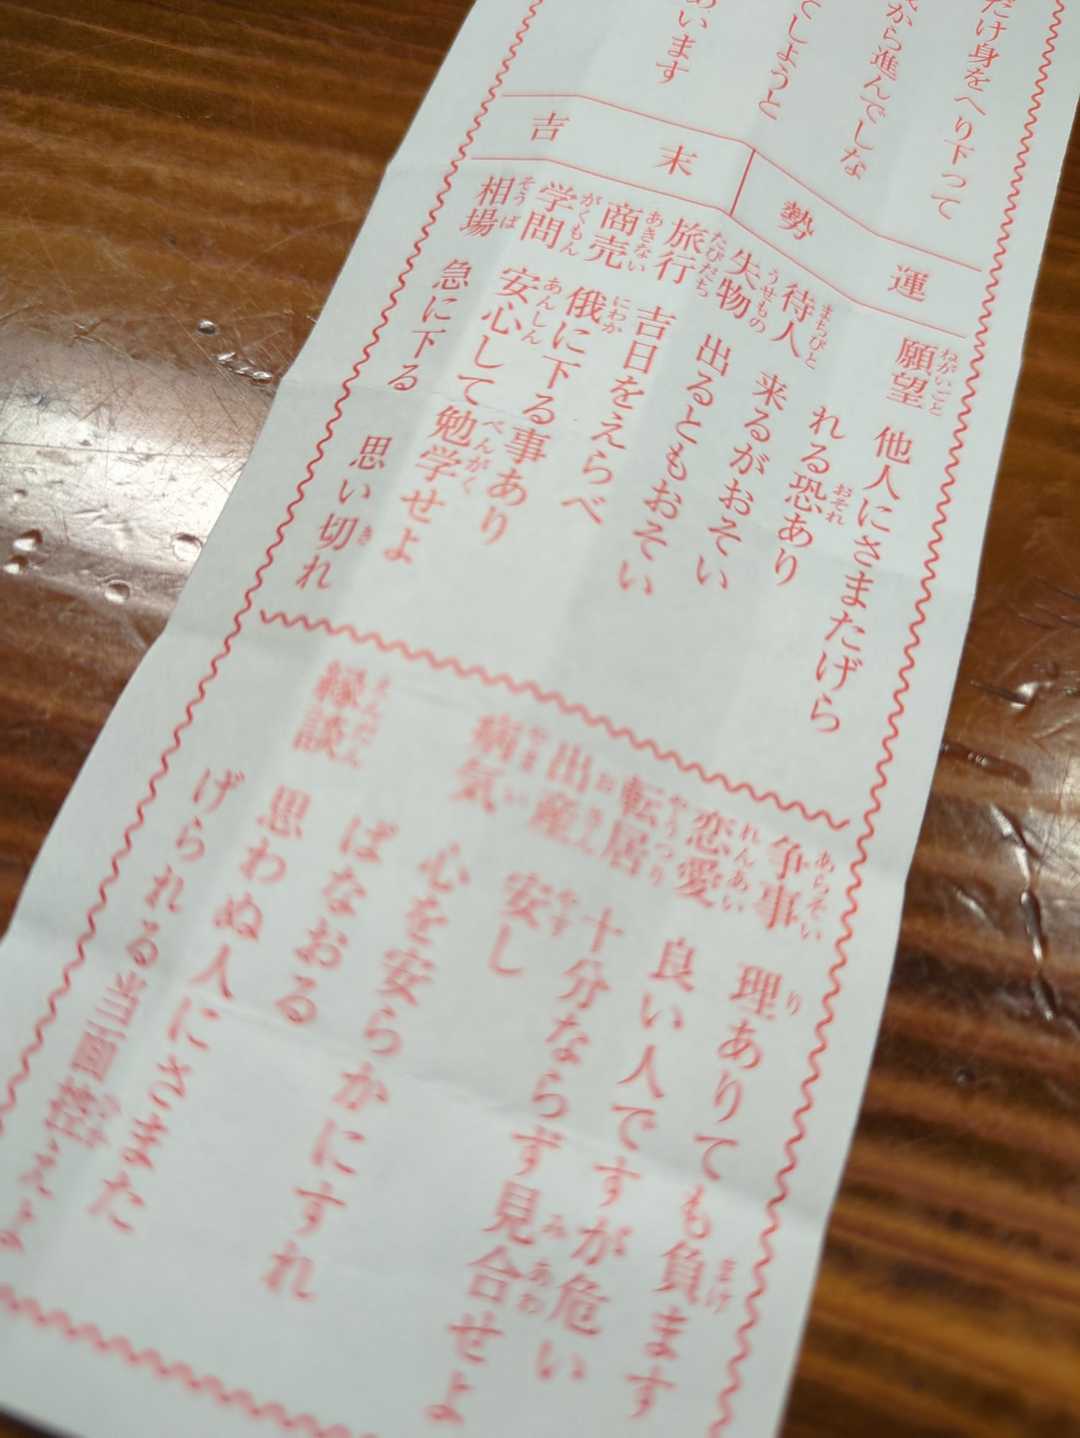 だけ身をへり下って
から進んでしな
てしようと
います
運勢
末吉
願望 他人にさまたげら
れる恐あり
待人 来るがおそい
失物 出るともおそい
旅行 吉日をえらべ
商売 俄に下る事あり
学問 安心して勉学せよ
相場 急に下る 思い切れ
争事 理ありても負ます
恋愛 良い人ですが危い
転居 十分ならず見合せよ
出産 安し
病気 心を安らかにすれ
ばなおる
縁談 思わぬ人にさまた
げられる当面控えよ